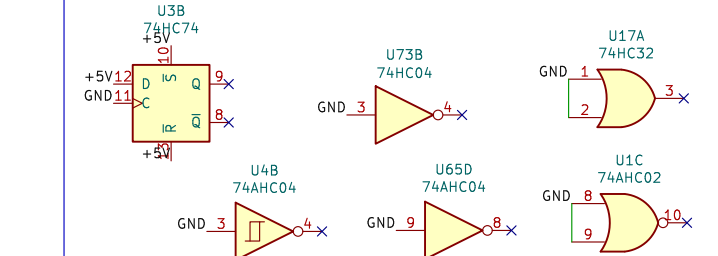 U3B
74HC74
+5V
10
+5V 12 D S Q 9
GND 11 C
R Q 8
+5V
13
U73B
74HC04
GND 3 4
U17A
74HC32
GND 1
3
2
U4B
74AHC04
GND 3 4
U65D
74AHC04
GND 9 8
U1C
74AHC02
GND 8
10
9